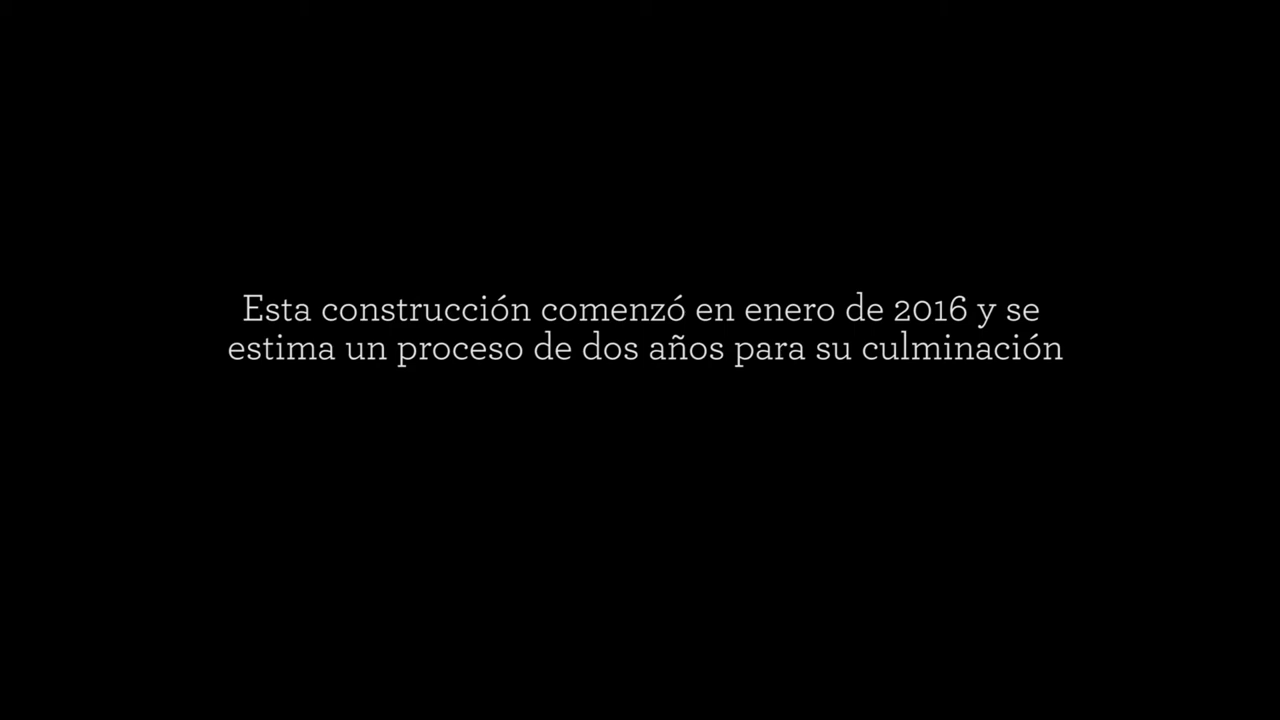 Esta construcción comenzó en enero de 2016 y se
estima un proceso de dos años para su culminación